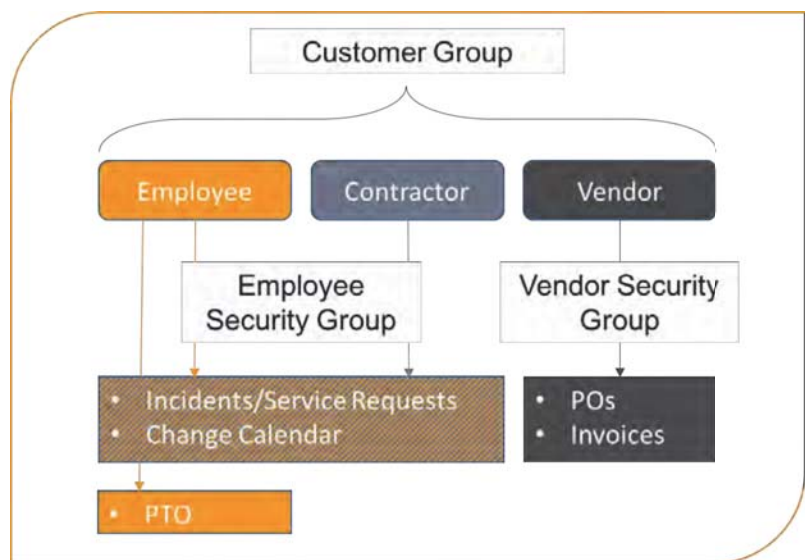 Customer Group
Employee
Contractor
Vendor
Employee
Security Group
Vendor Security
Group
• Incidents/Service Requests
• Change Calendar
• POs
• Invoices
• PTO